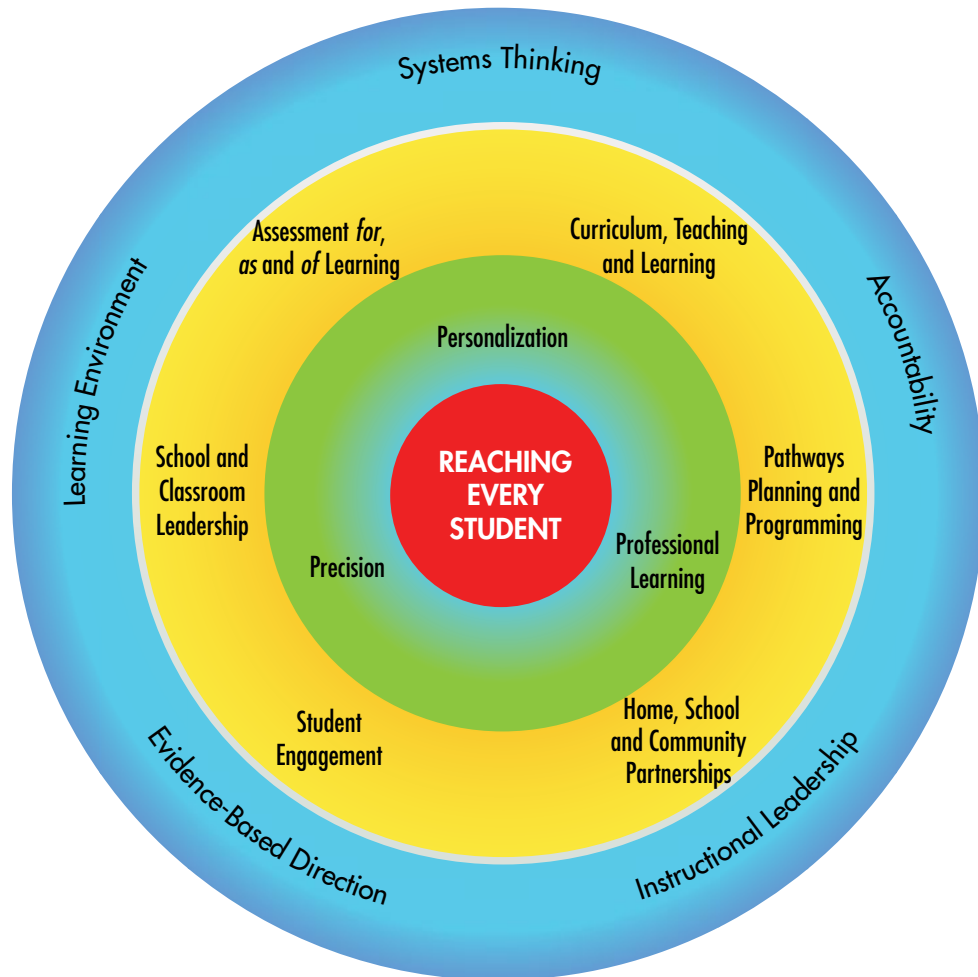 Systems Thinking
Accountability
Instructional Leadership
Evidence-Based Direction
Learning Environment
Assessment for,
as and of Learning
Curriculum, Teaching
and Learning
Pathways
Planning and
Programming
Home, School
and Community
Partnerships
Student
Engagement
School and
Classroom
Leadership
Personalization
Professional
Learning
Precision
REACHING
EVERY
STUDENT